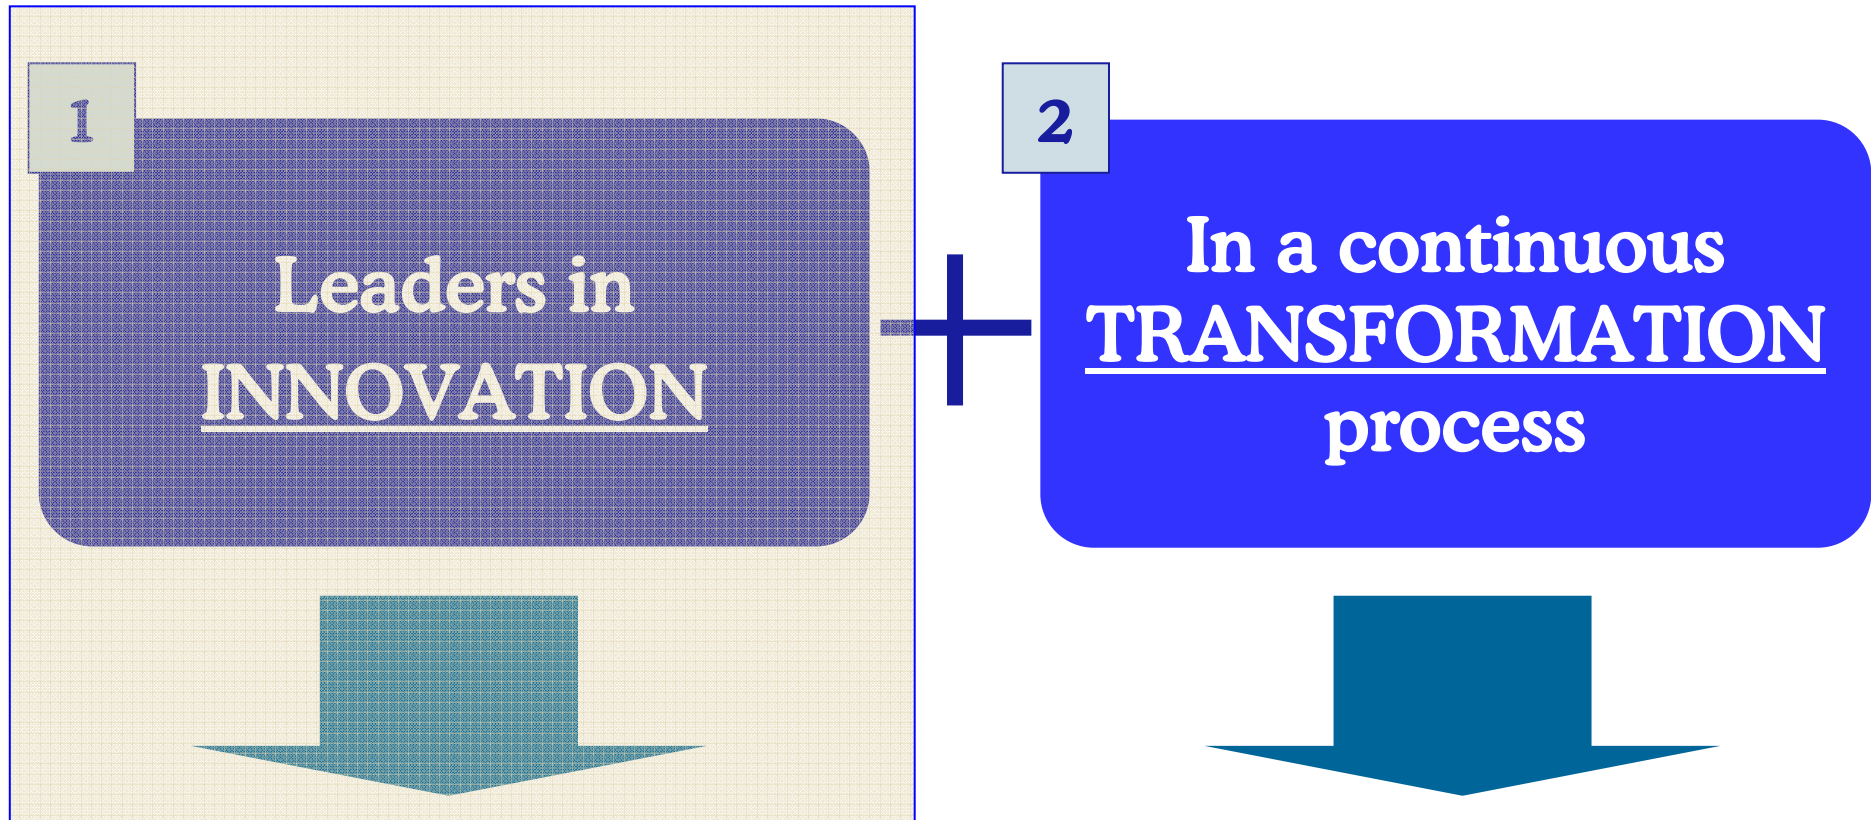 1
Leaders in
INNOVATION
2
In a continuous
TRANSFORMATION
process